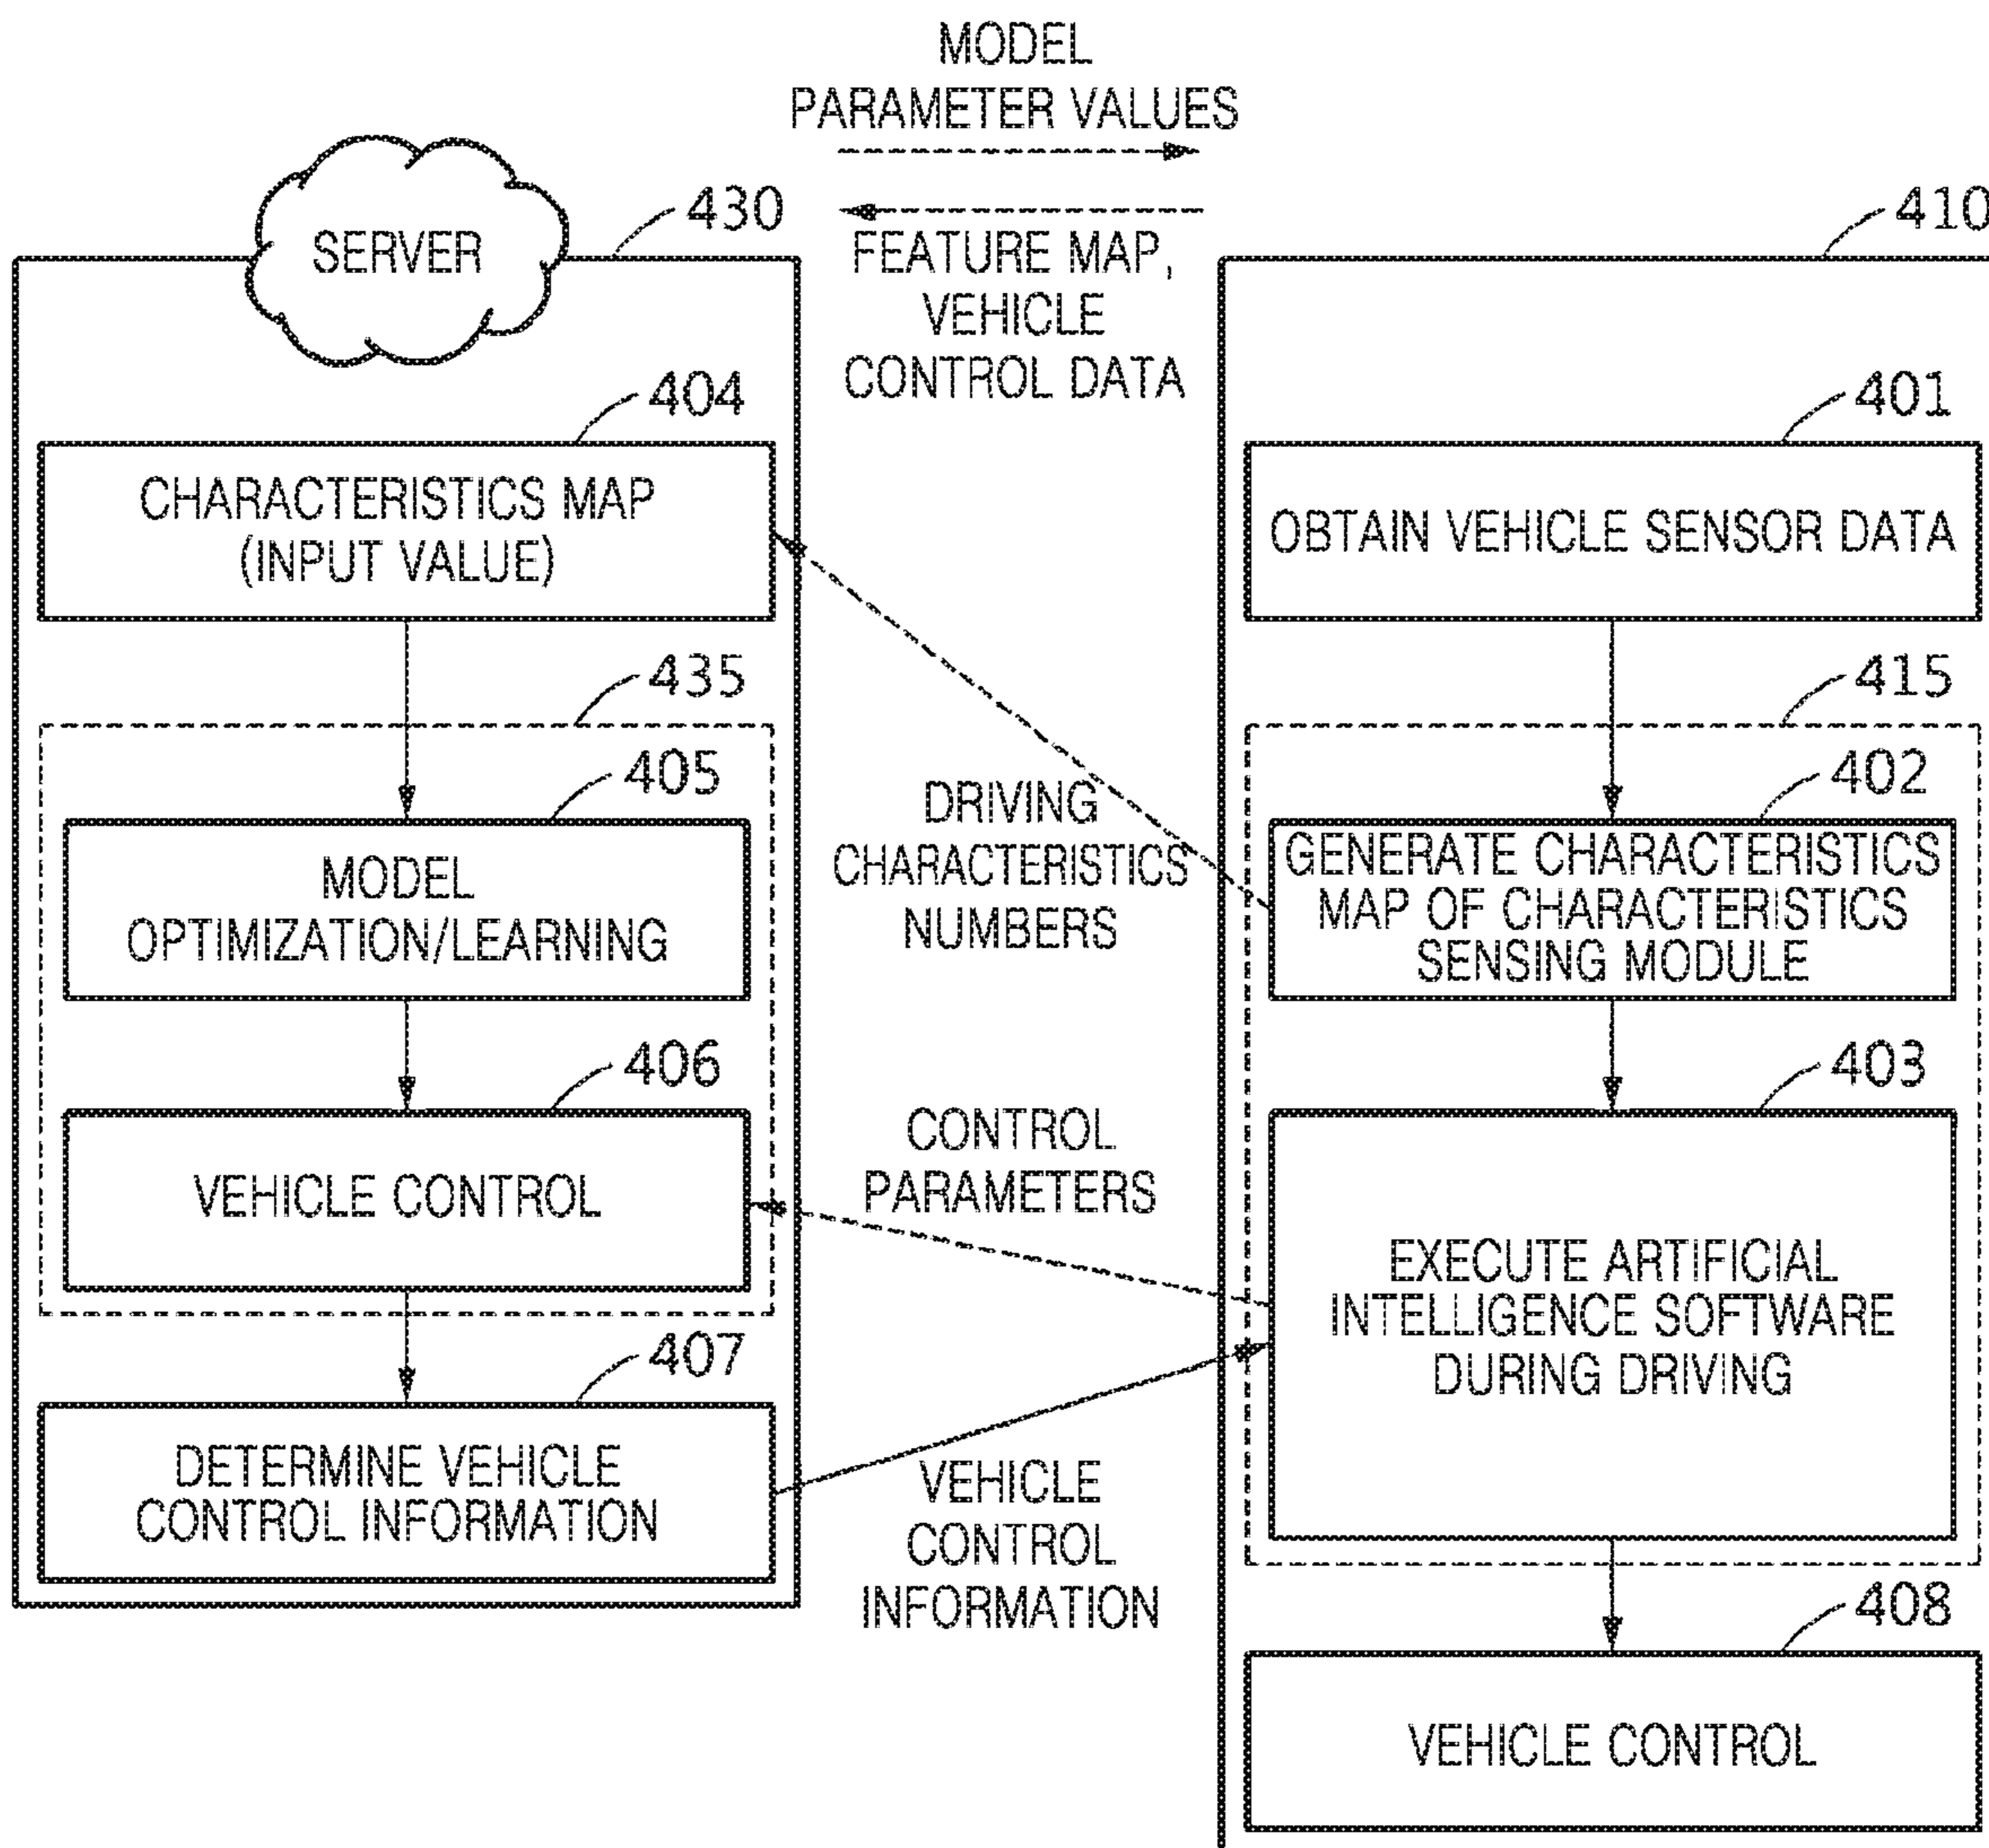 MODEL
PARAMETER VALUES
SERVER
430
FEATURE MAP,
VEHICLE
CONTROL DATA
410
404
CHARACTERISTICS MAP
(INPUT VALUE)
401
OBTAIN VEHICLE SENSOR DATA
435
415
405
MODEL
OPTIMIZATION/LEARNING
DRIVING
CHARACTERISTICS
NUMBERS
402
GENERATE CHARACTERISTICS
MAP OF CHARACTERISTICS
SENSING MODULE
406
VEHICLE CONTROL
CONTROL
PARAMETERS
403
EXECUTE ARTIFICIAL
INTELLIGENCE SOFTWARE
DURING DRIVING
407
DETERMINE VEHICLE
CONTROL INFORMATION
VEHICLE
CONTROL
INFORMATION
408
VEHICLE CONTROL